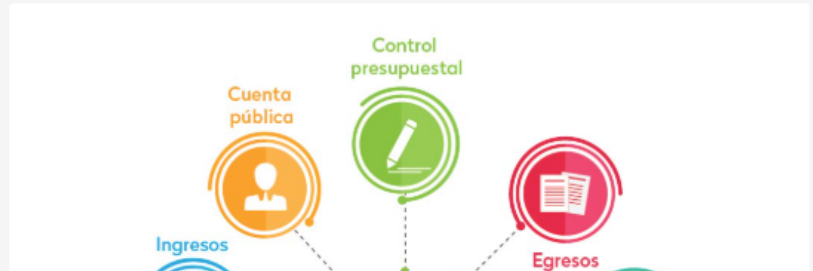 Control
presupuestal
Cuenta
pública
Ingresos
Egresos